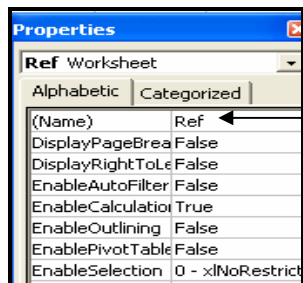 Properties
Ref Worksheet
Alphabetic Categorized
(Name) Ref
DisplayPageBrea False
DisplayRightToLe False
EnableAutoFilter False
EnableCalculatio True
EnableOutlining False
EnablePivotTable False
EnableSelection 0 - xlNoRestrict